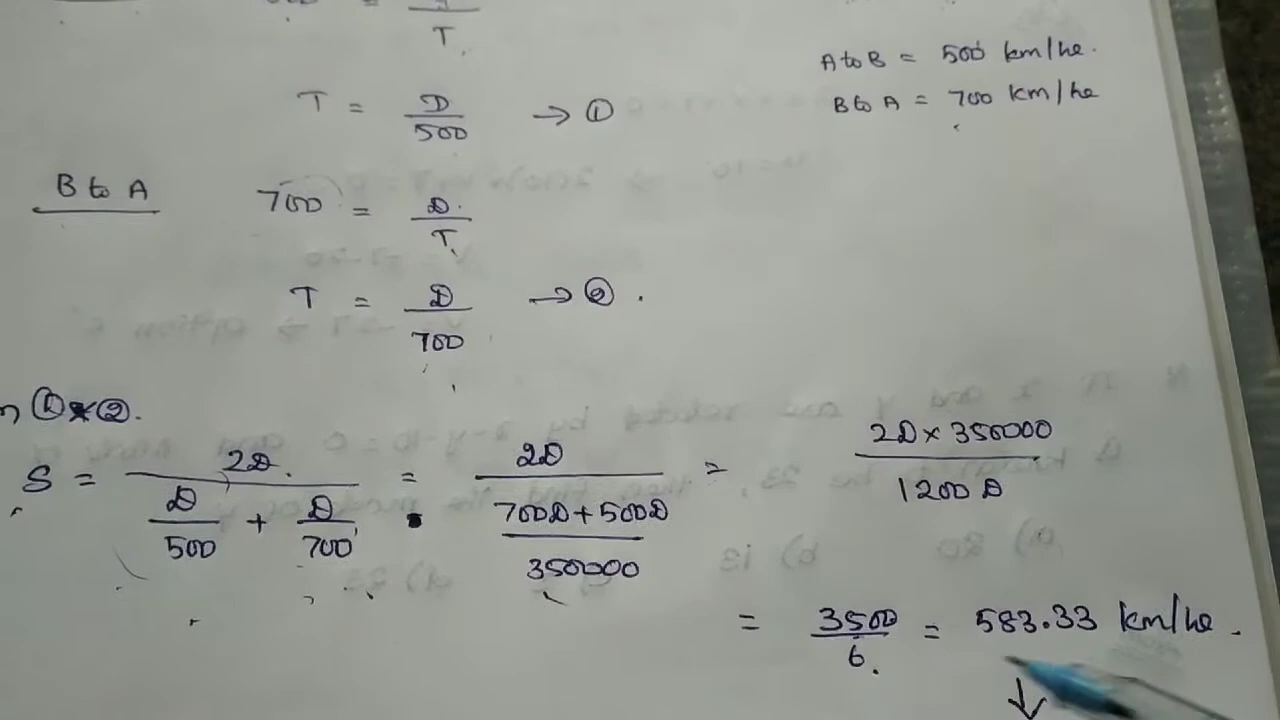 T
A to B = 500 km/hr.
B to A = 700 km/hr
T = D/500 → ①
B to A 700 = D/T
T = D/700 → ②.
① & ②.
S = 2D/(D/500 + D/700) = 2D/((700D+500D)/350000) = 2D×350000/1200D
= 3500/6 = 583.33 km/hr.